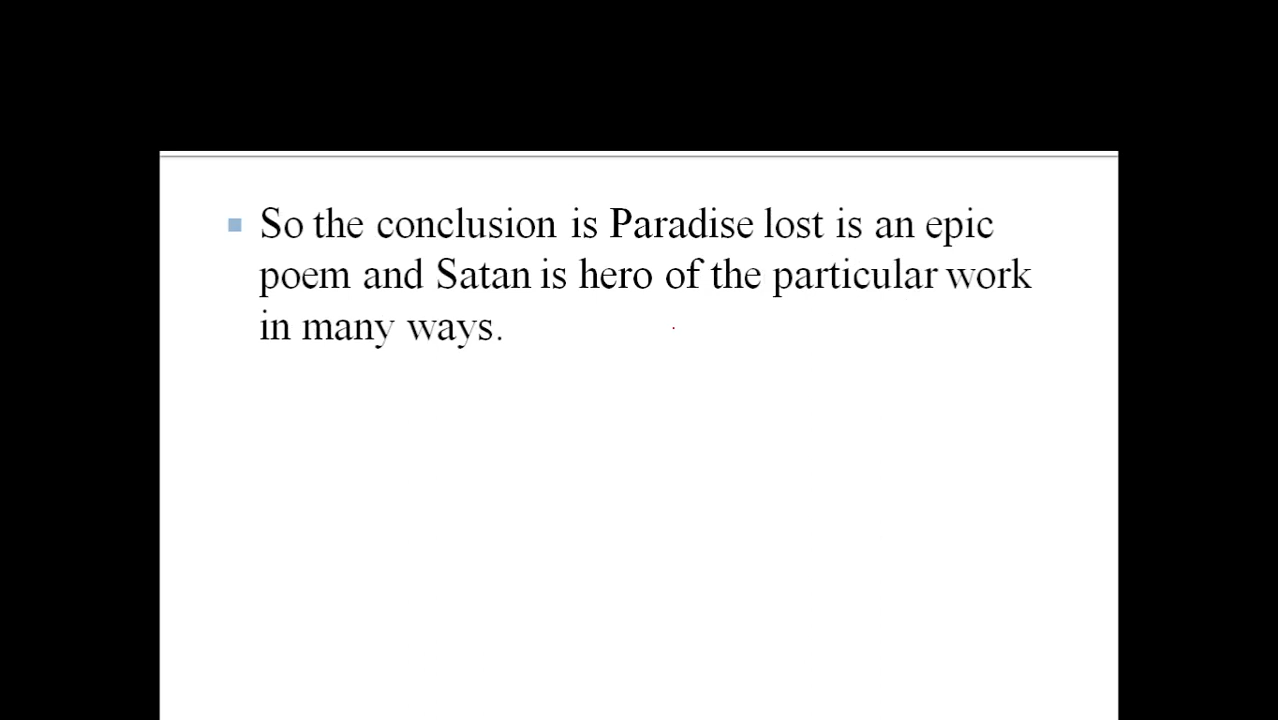 So the conclusion is Paradise lost is an epic
poem and Satan is hero of the particular work
in many ways.